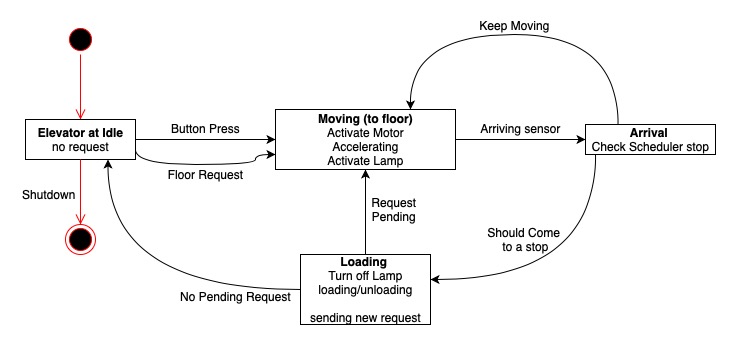 Keep Moving
Elevator at Idle
no request
Button Press
Floor Request
Moving (to floor)
Activate Motor
Accelerating
Activate Lamp
Arriving sensor
Arrival
Check Scheduler stop
Shutdown
Request
Pending
Should Come
to a stop
No Pending Request
Loading
Turn off Lamp
loading/unloading
sending new request